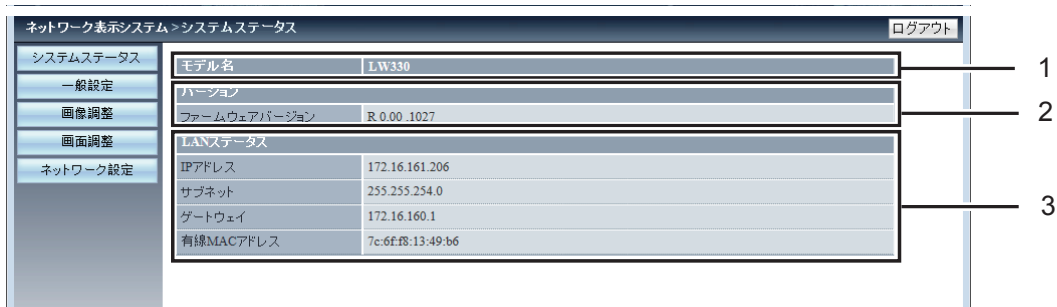 ネットワーク表示システム>システムステータス
ログアウト
システムステータス
一般設定
画像調整
画面調整
ネットワーク設定
モデル名 LW330
バージョン
ファームウェアバージョン R 0.00 .1027
LANステータス
IPアドレス 172.16.161.206
サブネット 255.255.254.0
ゲートウェイ 172.16.160.1
有線MACアドレス 7c:6f:f8:13:49:b6
1
2
3